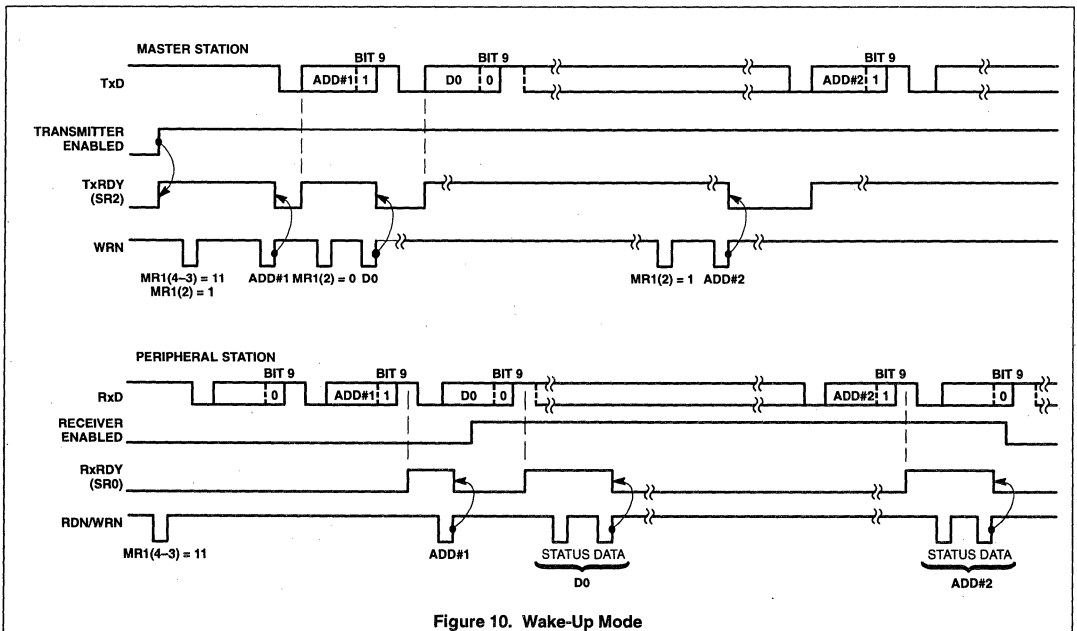 MASTER STATION
BIT 9 BIT 9 BIT 9
TxD ADD#1 1 D0 0 ADD#2 1
TRANSMITTER
ENABLED
TxRDY
(SR2)
WRN
MR1(4–3) = 11 ADD#1 MR1(2) = 0 D0 MR1(2) = 1 ADD#2
MR1(2) = 1
PERIPHERAL STATION
BIT 9 BIT 9 BIT 9 BIT 9 BIT 9
RxD 0 ADD#1 1 D0 0 ADD#2 1 0
RECEIVER
ENABLED
RxRDY
(SR0)
RDN/WRN
MR1(4–3) = 11 ADD#1 STATUS DATA STATUS DATA
D0 ADD#2
Figure 10. Wake-Up Mode